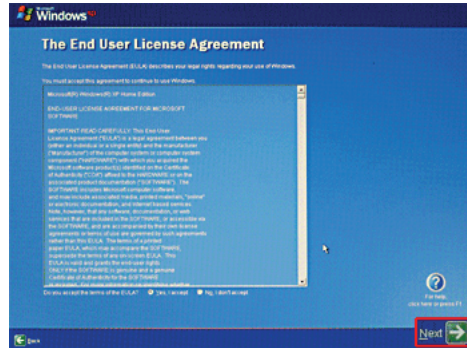 Microsoft
Windows xp
The End User License Agreement
The End User License Agreement (EULA) describes your legal rights regarding your use of Windows.
You must accept this agreement to continue to use Windows.
Microsoft(R) Windows(R) XP Home Edition
END-USER LICENSE AGREEMENT FOR MICROSOFT
SOFTWARE
IMPORTANT-READ CAREFULLY: This End-User
License Agreement ("EULA") is a legal agreement between you
(either an individual or a single entity) and the manufacturer
("Manufacturer") of the computer system or computer system
component ("HARDWARE") with which you acquired the
Microsoft software product(s) identified on the Certificate
of Authenticity ("COA") affixed to the HARDWARE or on the
associated product documentation ("SOFTWARE"). The
SOFTWARE includes Microsoft computer software,
and may include associated media, printed materials, "online"
or electronic documentation, and Internet based services.
Note, however, that any software, documentation, or web
services that are included in the SOFTWARE, or accessible via
the SOFTWARE, and are accompanied by their own license
agreements or terms of use are governed by such agreements
rather than this EULA. The terms of a printed
paper EULA, which may accompany the SOFTWARE,
supersede the terms of any on-screen EULA. This
EULA is valid and grants the end-user rights
ONLY if the SOFTWARE is genuine and a genuine
Certificate of Authenticity for the SOFTWARE
is included. For more information on identifying whether
Do you accept the terms of the EULA? Yes, I accept No, I don't accept
For help,
click here or press F1
Back
Next